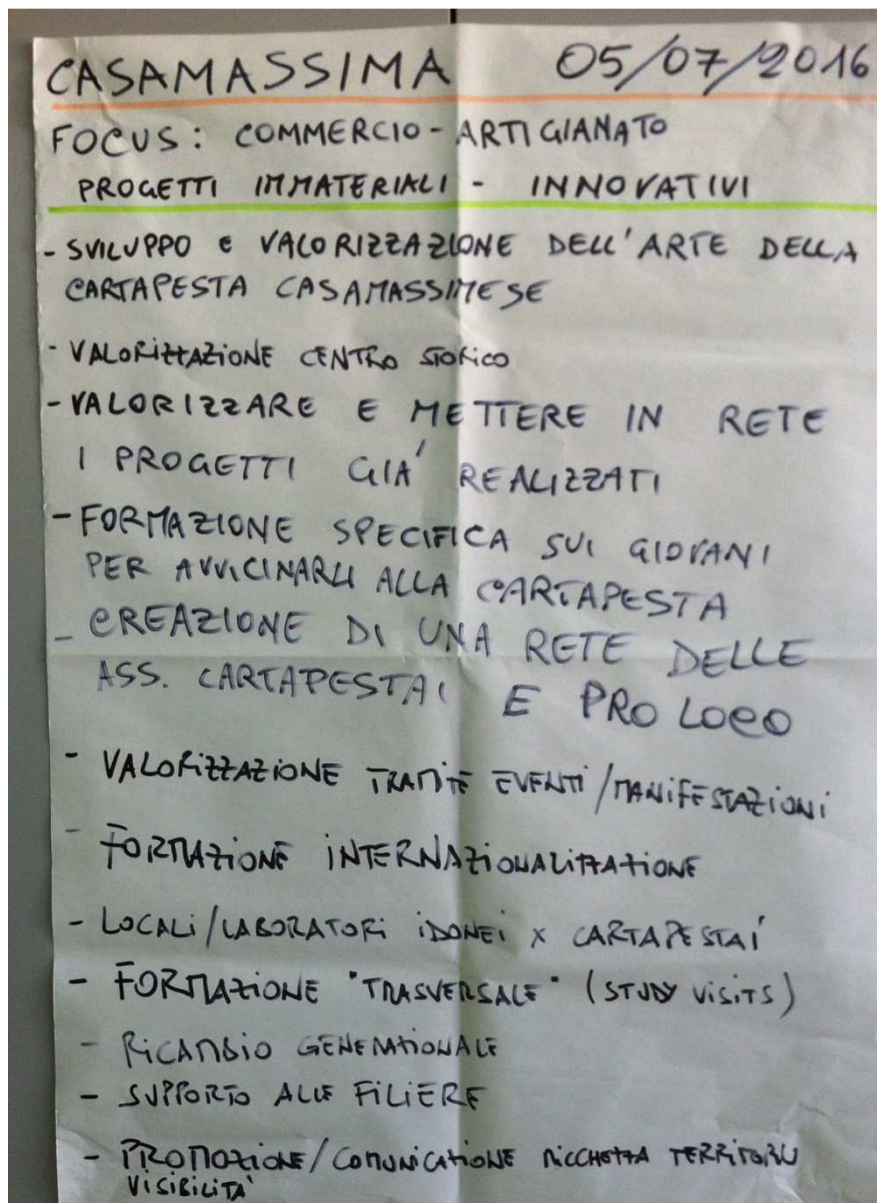 CASAMASSIMA 05/07/2016
FOCUS: COMMERCIO - ARTIGIANATO
PROGETTI IMMATERIALI - INNOVATIVI
- SVILUPPO E VALORIZZAZIONE DELL'ARTE DELLA
CARTAPESTA CASAMASSIMESE
- VALORIZZAZIONE CENTRO STORICO
- VALORIZZARE E METTERE IN RETE
I PROGETTI GIA' REALIZZATI
- FORMAZIONE SPECIFICA SUI GIOVANI
PER AVVICINARLI ALLA CARTAPESTA
- CREAZIONE DI UNA RETE DELLE
ASS. CARTAPESTAI E PRO LOCO
- VALORIZZAZIONE TRAMITE EVENTI/MANIFESTAZIONI
- FORMAZIONE INTERNAZIONALIZZAZIONE
- LOCALI/LABORATORI IDONEI X CARTAPESTAI
- FORMAZIONE "TRASVERSALE" (STUDY VISITS)
- RICAMBIO GENERAZIONALE
- SUPPORTO ALLE FILIERE
- PROMOZIONE/COMUNICAZIONE RICCHEZZA TERRITORIO
VISIBILITÀ